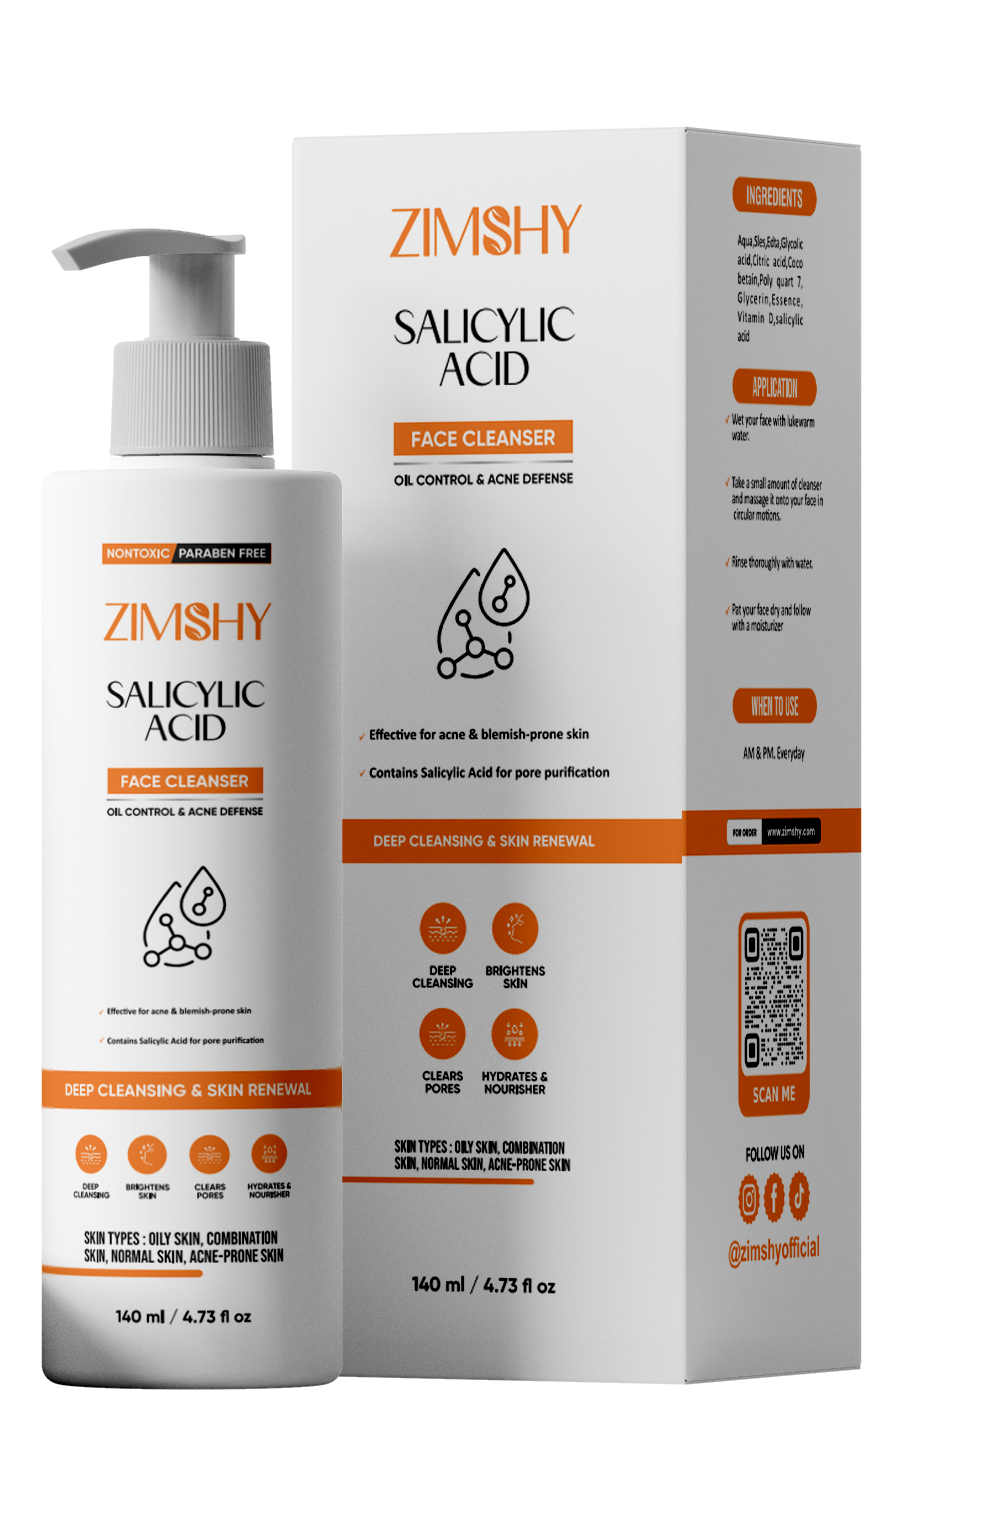 NONTOXIC PARABEN FREE
ZIMSHY
SALICYLIC
ACID
FACE CLEANSER
OIL CONTROL & ACNE DEFENSE
Effective for acne & blemish-prone skin
Contains Salicylic Acid for pore purification
DEEP CLEANSING & SKIN RENEWAL
DEEP
CLEANSING
BRIGHTENS
SKIN
CLEARS
PORES
HYDRATES &
NOURISHER
SKIN TYPES : OILY SKIN, COMBINATION
SKIN, NORMAL SKIN, ACNE-PRONE SKIN
140 ml / 4.73 fl oz
ZIMSHY
SALICYLIC
ACID
FACE CLEANSER
OIL CONTROL & ACNE DEFENSE
Effective for acne & blemish-prone skin
Contains Salicylic Acid for pore purification
DEEP CLEANSING & SKIN RENEWAL
DEEP
CLEANSING
BRIGHTENS
SKIN
CLEARS
PORES
HYDRATES &
NOURISHER
SKIN TYPES : OILY SKIN, COMBINATION
SKIN, NORMAL SKIN, ACNE-PRONE SKIN
140 ml / 4.73 fl oz
INGREDIENTS
Aqua,Sles,Edta,Glycolic
acid,Citric acid,Coco
betain,Poly quart 7,
Glycerin,Essence,
Vitamin D,salicylic
acid
APPLICATION
Wet your face with lukewarm
water.
Take a small amount of cleanser
and massage it onto your face in
circular motions.
Rinse thoroughly with water.
Pat your face dry and follow
with a moisturizer
WHEN TO USE
AM & PM. Everyday
FOR ORDER www.zimshy.com
SCAN ME
FOLLOW US ON
@zimshyofficial